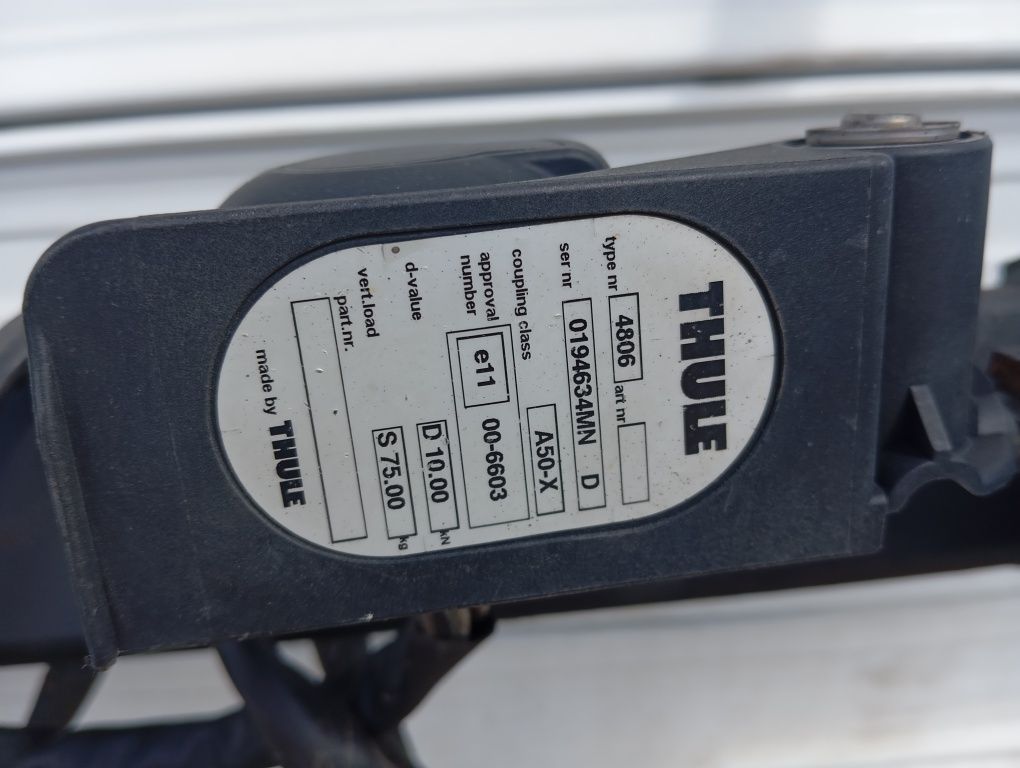 THULE
type nr 4806 art nr
ser nr 0194634MN D
coupling class A50-X
approval number e11 00-6603
d-value D 10.00 kN
vert.load S 75.00 kg
part.nr.
made by THULE